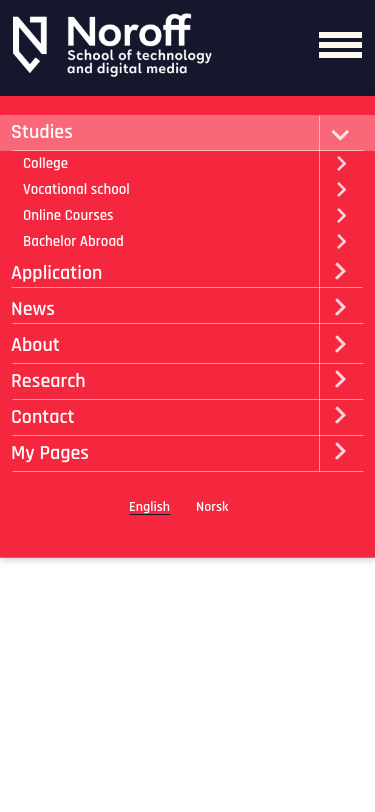 Noroff
School of technology
and digital media
Studies
College
Vocational school
Online Courses
Bachelor Abroad
Application
News
About
Research
Contact
My Pages
English Norsk